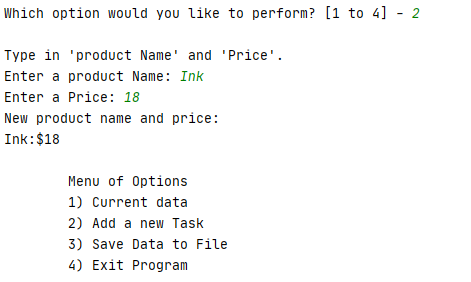 Which option would you like to perform? [1 to 4] - 2
Type in 'product Name' and 'Price'.
Enter a product Name: Ink
Enter a Price: 18
New product name and price:
Ink:$18
Menu of Options
1) Current data
2) Add a new Task
3) Save Data to File
4) Exit Program